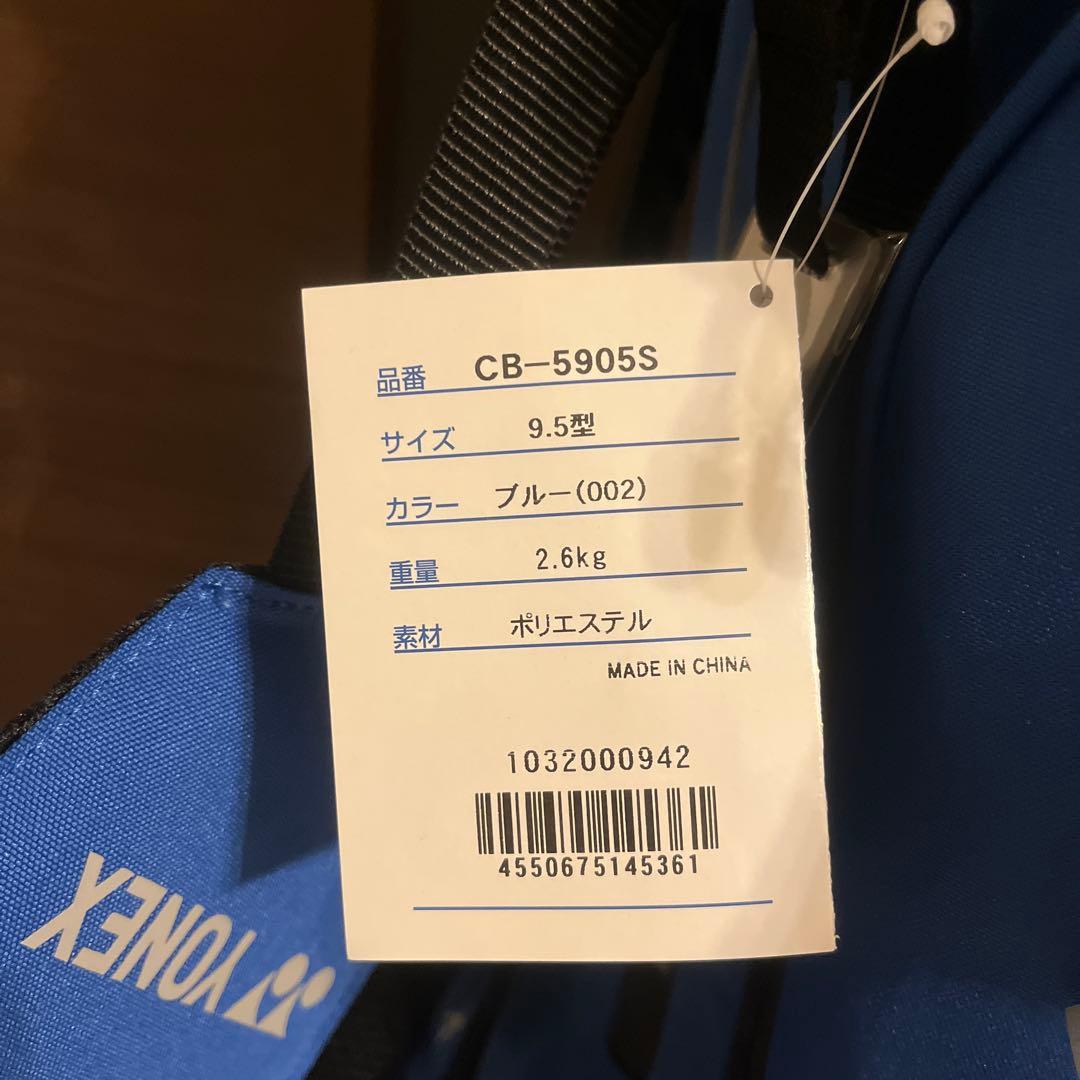 品番 CB-5905S
サイズ 9.5型
カラー ブルー(002)
重量 2.6kg
素材 ポリエステル
MADE IN CHINA
1032000942
4550675145361
YONEX